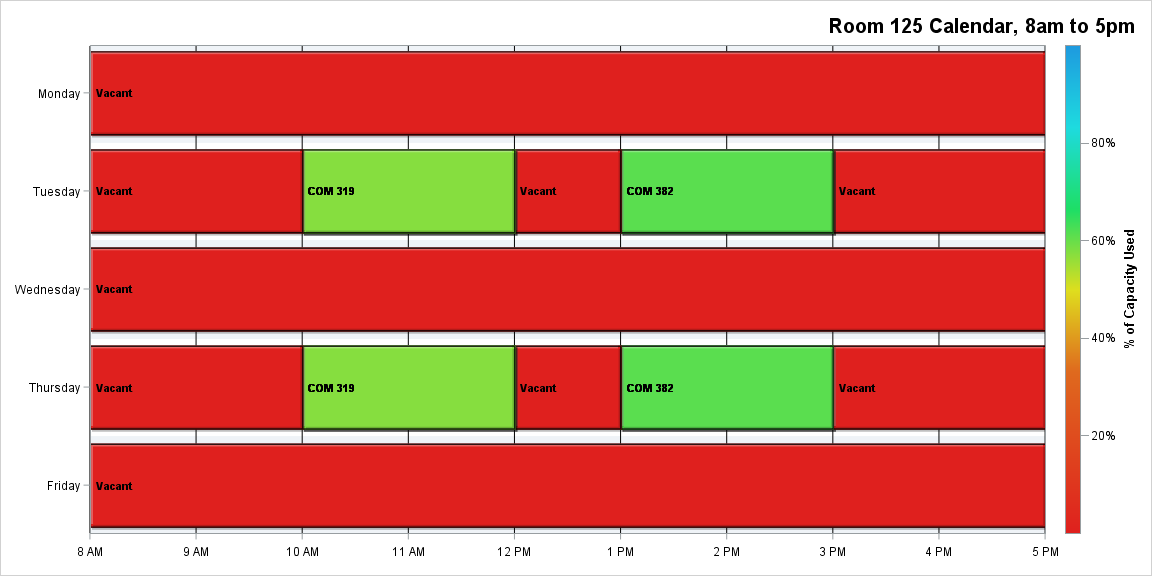 Room 125 Calendar, 8am to 5pm
Monday
Vacant
Tuesday
Vacant
COM 319
Vacant
COM 382
Vacant
Wednesday
Vacant
Thursday
Vacant
COM 319
Vacant
COM 382
Vacant
Friday
Vacant
8 AM
9 AM
10 AM
11 AM
12 PM
1 PM
2 PM
3 PM
4 PM
5 PM
80%
60%
40%
20%
% of Capacity Used